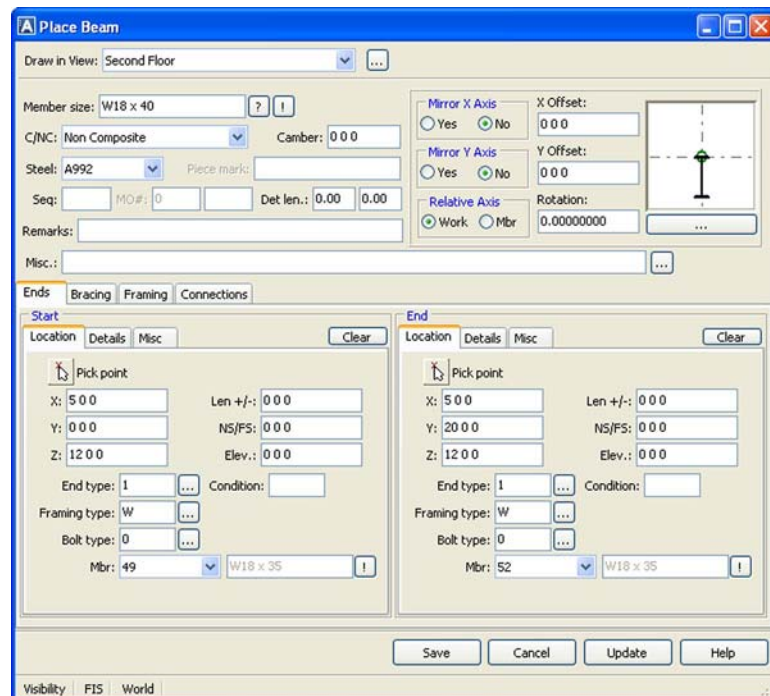 Place Beam
Draw in View: Second Floor ...
Member size: W18 x 40 ? !
C/NC: Non Composite Camber: 0 0 0
Steel: A992 Piece mark:
Seq: MO#: 0 Det len.: 0.00 0.00
Remarks:
Misc.: ...
Mirror X Axis
Yes No
X Offset:
0 0 0
Mirror Y Axis
Yes No
Y Offset:
0 0 0
Relative Axis
Work Mbr
Rotation:
0.00000000
...
Ends Bracing Framing Connections
Start
Location Details Misc Clear
Pick point
X: 5 0 0 Len +/-: 0 0 0
Y: 0 0 0 NS/FS: 0 0 0
Z: 12 0 0 Elev.: 0 0 0
End type: 1 ... Condition:
Framing type: W ...
Bolt type: 0 ...
Mbr: 49 W18 x 35 !
End
Location Details Misc Clear
Pick point
X: 5 0 0 Len +/-: 0 0 0
Y: 20 0 0 NS/FS: 0 0 0
Z: 12 0 0 Elev.: 0 0 0
End type: 1 ... Condition:
Framing type: W ...
Bolt type: 0 ...
Mbr: 52 W18 x 35 !
Save Cancel Update Help
Visibility FIS World